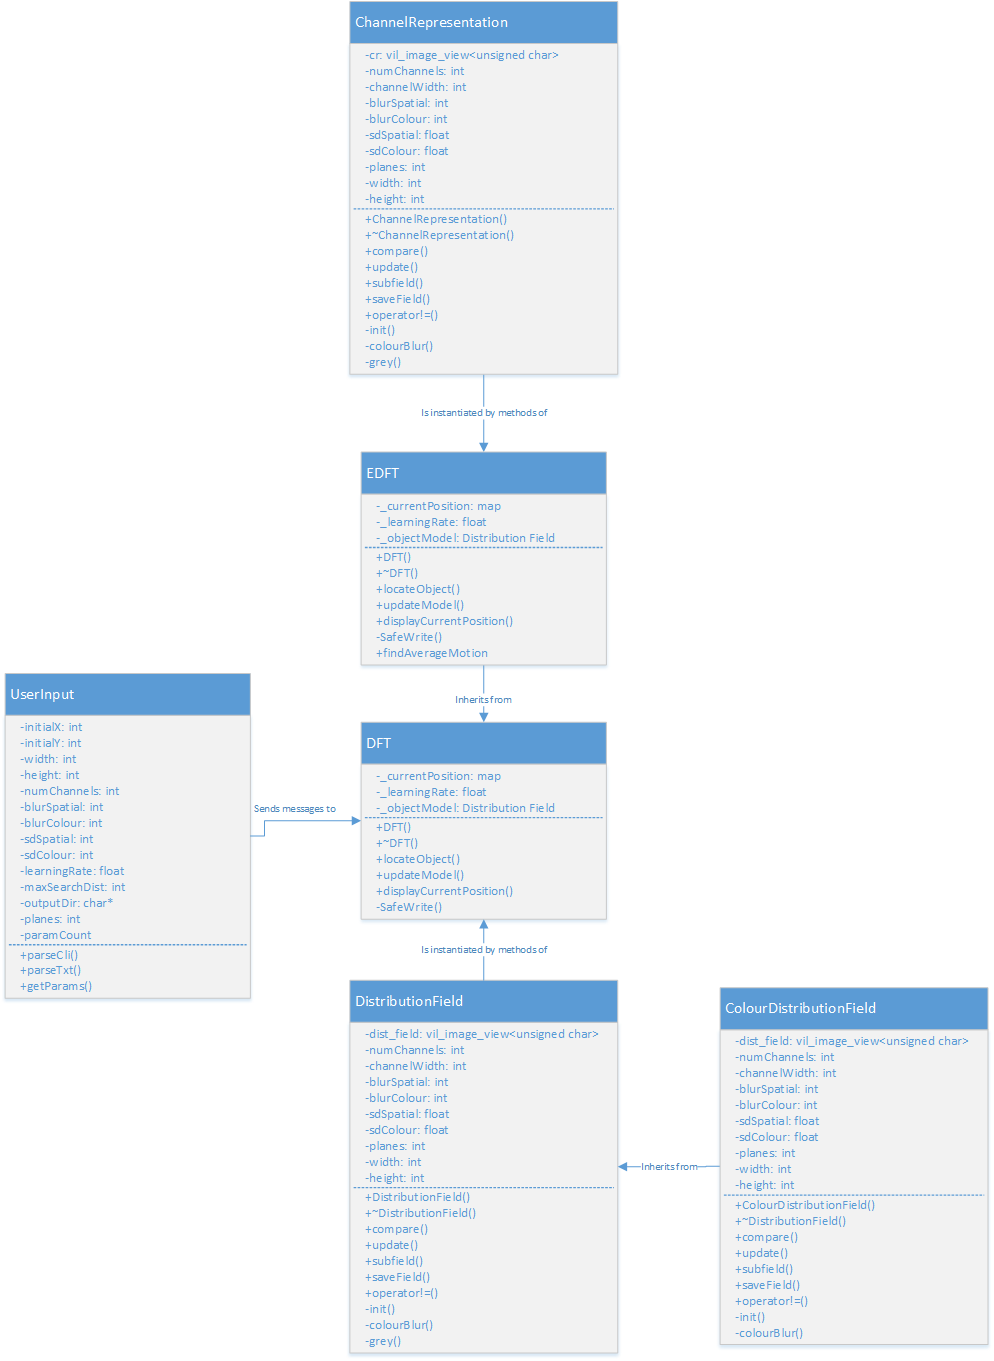 ChannelRepresentation
-cr: vil_image_view<unsigned char>
-numChannels: int
-channelWidth: int
-blurSpatial: int
-blurColour: int
-sdSpatial: float
-sdColour: float
-planes: int
-width: int
-height: int
+ChannelRepresentation()
+~ChannelRepresentation()
+compare()
+update()
+subfield()
+saveField()
+operator!=()
-init()
-colourBlur()
-grey()
Is instantiated by methods of
EDFT
-_currentPosition: map
-_learningRate: float
-_objectModel: Distribution Field
+DFT()
+~DFT()
+locateObject()
+updateModel()
+displayCurrentPosition()
-SafeWrite()
+findAverageMotion
Inherits from
UserInput
-initialX: int
-initialY: int
-width: int
-height: int
-numChannels: int
-blurSpatial: int
-blurColour: int
-sdSpatial: int
-sdColour: int
-learningRate: float
-maxSearchDist: int
-outputDir: char*
-planes: int
-paramCount
+parseCli()
+parseTxt()
+getParams()
Sends messages to
DFT
-_currentPosition: map
-_learningRate: float
-_objectModel: Distribution Field
+DFT()
+~DFT()
+locateObject()
+updateModel()
+displayCurrentPosition()
-SafeWrite()
Is instantiated by methods of
DistributionField
-dist_field: vil_image_view<unsigned char>
-numChannels: int
-channelWidth: int
-blurSpatial: int
-blurColour: int
-sdSpatial: float
-sdColour: float
-planes: int
-width: int
-height: int
+DistributionField()
+~DistributionField()
+compare()
+update()
+subfield()
+saveField()
+operator!=()
-init()
-colourBlur()
-grey()
Inherits from
ColourDistributionField
-dist_field: vil_image_view<unsigned char>
-numChannels: int
-channelWidth: int
-blurSpatial: int
-blurColour: int
-sdSpatial: float
-sdColour: float
-planes: int
-width: int
-height: int
+ColourDistributionField()
+~DistributionField()
+compare()
+update()
+subfield()
+saveField()
+operator!=()
-init()
-colourBlur()